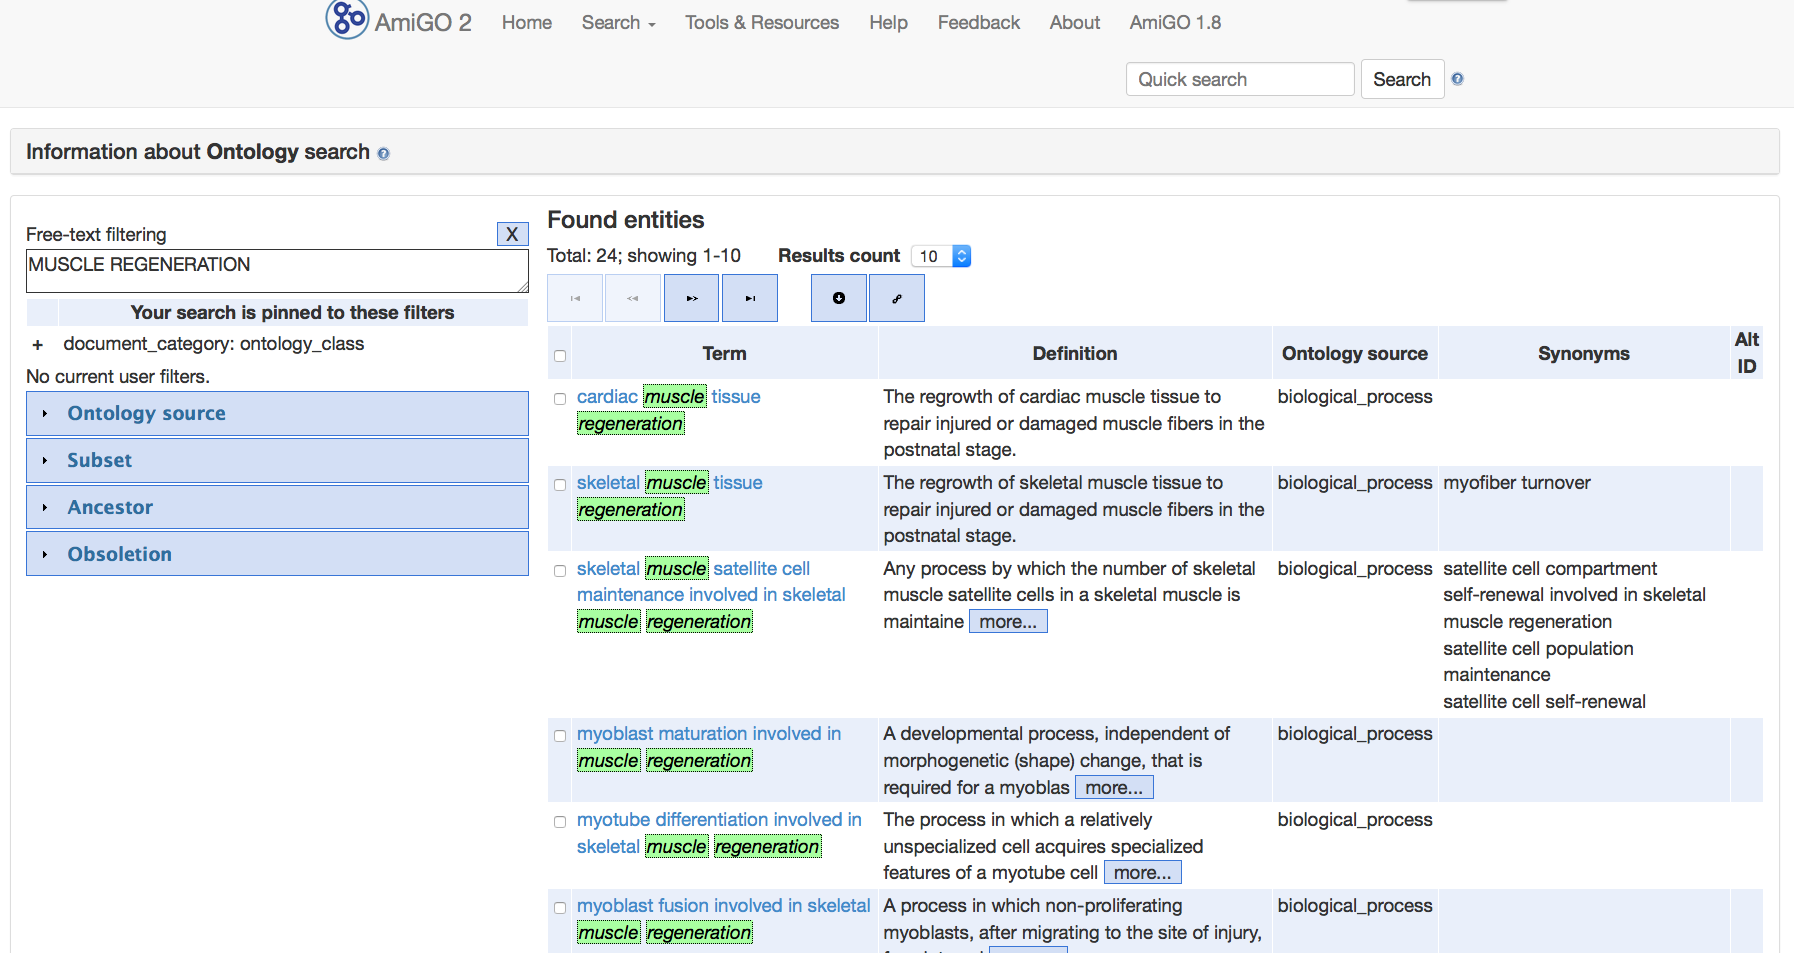 AmiGO 2 Home Search Tools & Resources Help Feedback About AmiGO 1.8
Quick search Search
Information about Ontology search
Free-text filtering X
MUSCLE REGENERATION
Your search is pinned to these filters
+ document_category: ontology_class
No current user filters.
Ontology source
Subset
Ancestor
Obsoletion
Found entities
Total: 24; showing 1-10 Results count 10
Term Definition Ontology source Synonyms Alt
ID
cardiac muscle tissue
regeneration
The regrowth of cardiac muscle tissue to
repair injured or damaged muscle fibers in the
postnatal stage.
biological_process
skeletal muscle tissue
regeneration
The regrowth of skeletal muscle tissue to
repair injured or damaged muscle fibers in the
postnatal stage.
biological_process
myofiber turnover
skeletal muscle satellite cell
maintenance involved in skeletal
muscle regeneration
Any process by which the number of skeletal
muscle satellite cells in a skeletal muscle is
maintaine more...
biological_process
satellite cell compartment
self-renewal involved in skeletal
muscle regeneration
satellite cell population
maintenance
satellite cell self-renewal
myoblast maturation involved in
muscle regeneration
A developmental process, independent of
morphogenetic (shape) change, that is
required for a myoblas more...
biological_process
myotube differentiation involved in
skeletal muscle regeneration
The process in which a relatively
unspecialized cell acquires specialized
features of a myotube cell more...
biological_process
myoblast fusion involved in skeletal
muscle regeneration
A process in which non-proliferating
myoblasts, after migrating to the site of injury,
biological_process